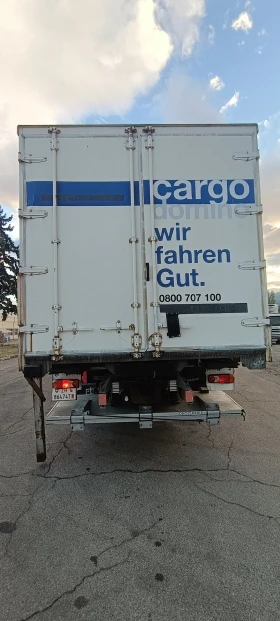 cargo
domino
wir
fahren
Gut.
0800 707 100